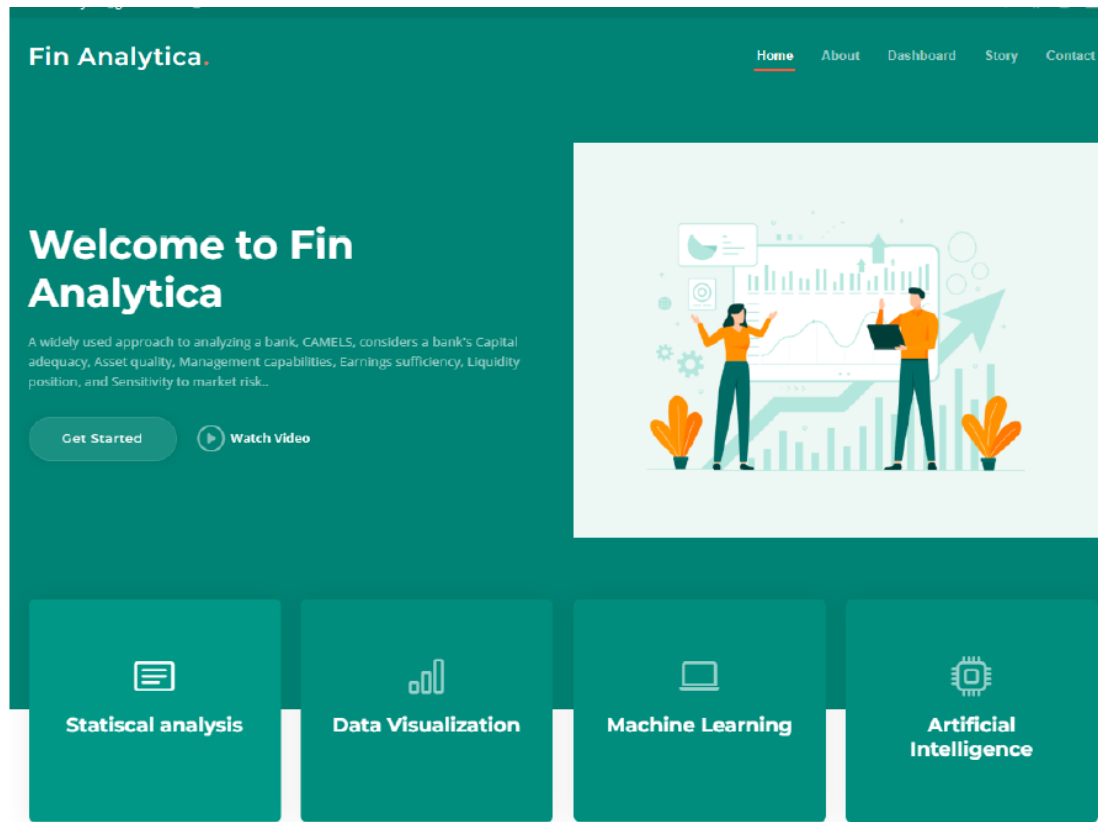 Fin Analytica.
Home About Dashboard Story Contact
Welcome to Fin
Analytica
A widely used approach to analyzing a bank, CAMELS, considers a bank's Capital
adequacy, Asset quality, Management capabilities, Earnings sufficiency, Liquidity
position, and Sensitivity to market risk..
Get Started Watch Video
Statiscal analysis
Data Visualization
Machine Learning
Artificial
Intelligence